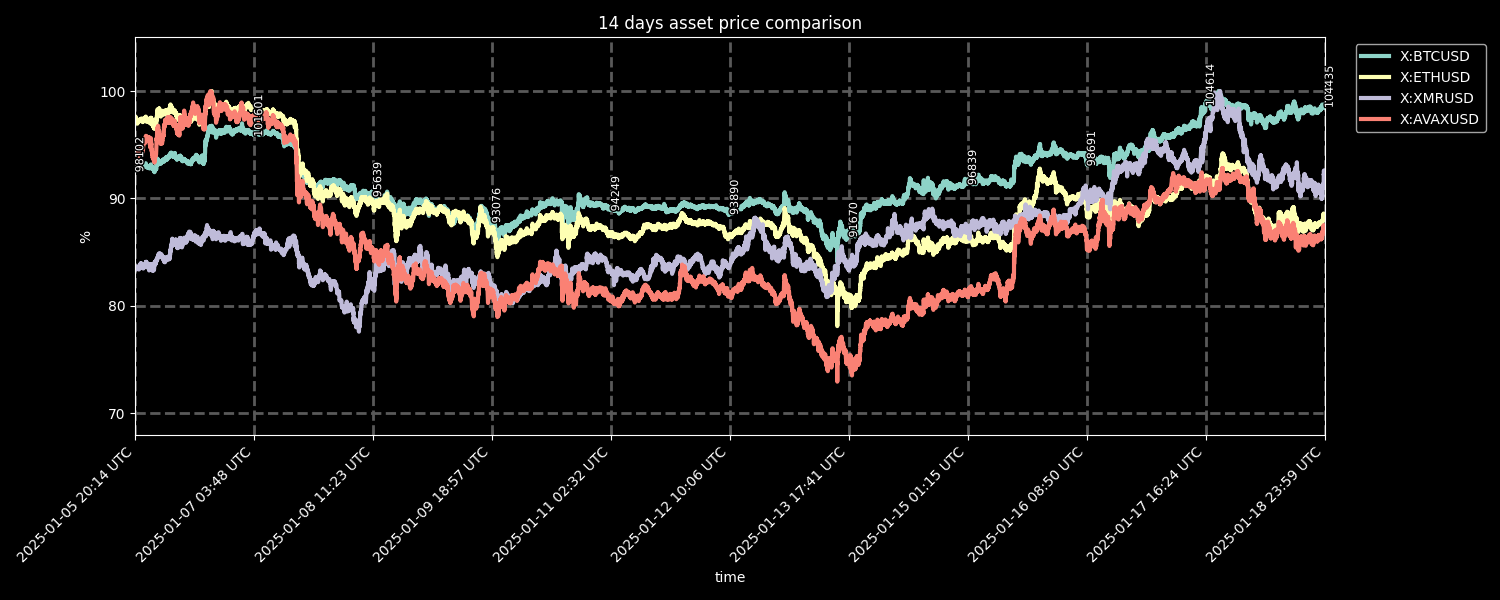 14 days asset price comparison
X:BTCUSD
X:ETHUSD
X:XMRUSD
X:AVAXUSD
100
90
80
70
%
98102
101601
95639
93076
94249
93890
91670
96839
98691
104614
104435
2025-01-05 20:14 UTC
2025-01-07 03:48 UTC
2025-01-08 11:23 UTC
2025-01-09 18:57 UTC
2025-01-11 02:32 UTC
2025-01-12 10:06 UTC
2025-01-13 17:41 UTC
2025-01-15 01:15 UTC
2025-01-16 08:50 UTC
2025-01-17 16:24 UTC
2025-01-18 23:59 UTC
time